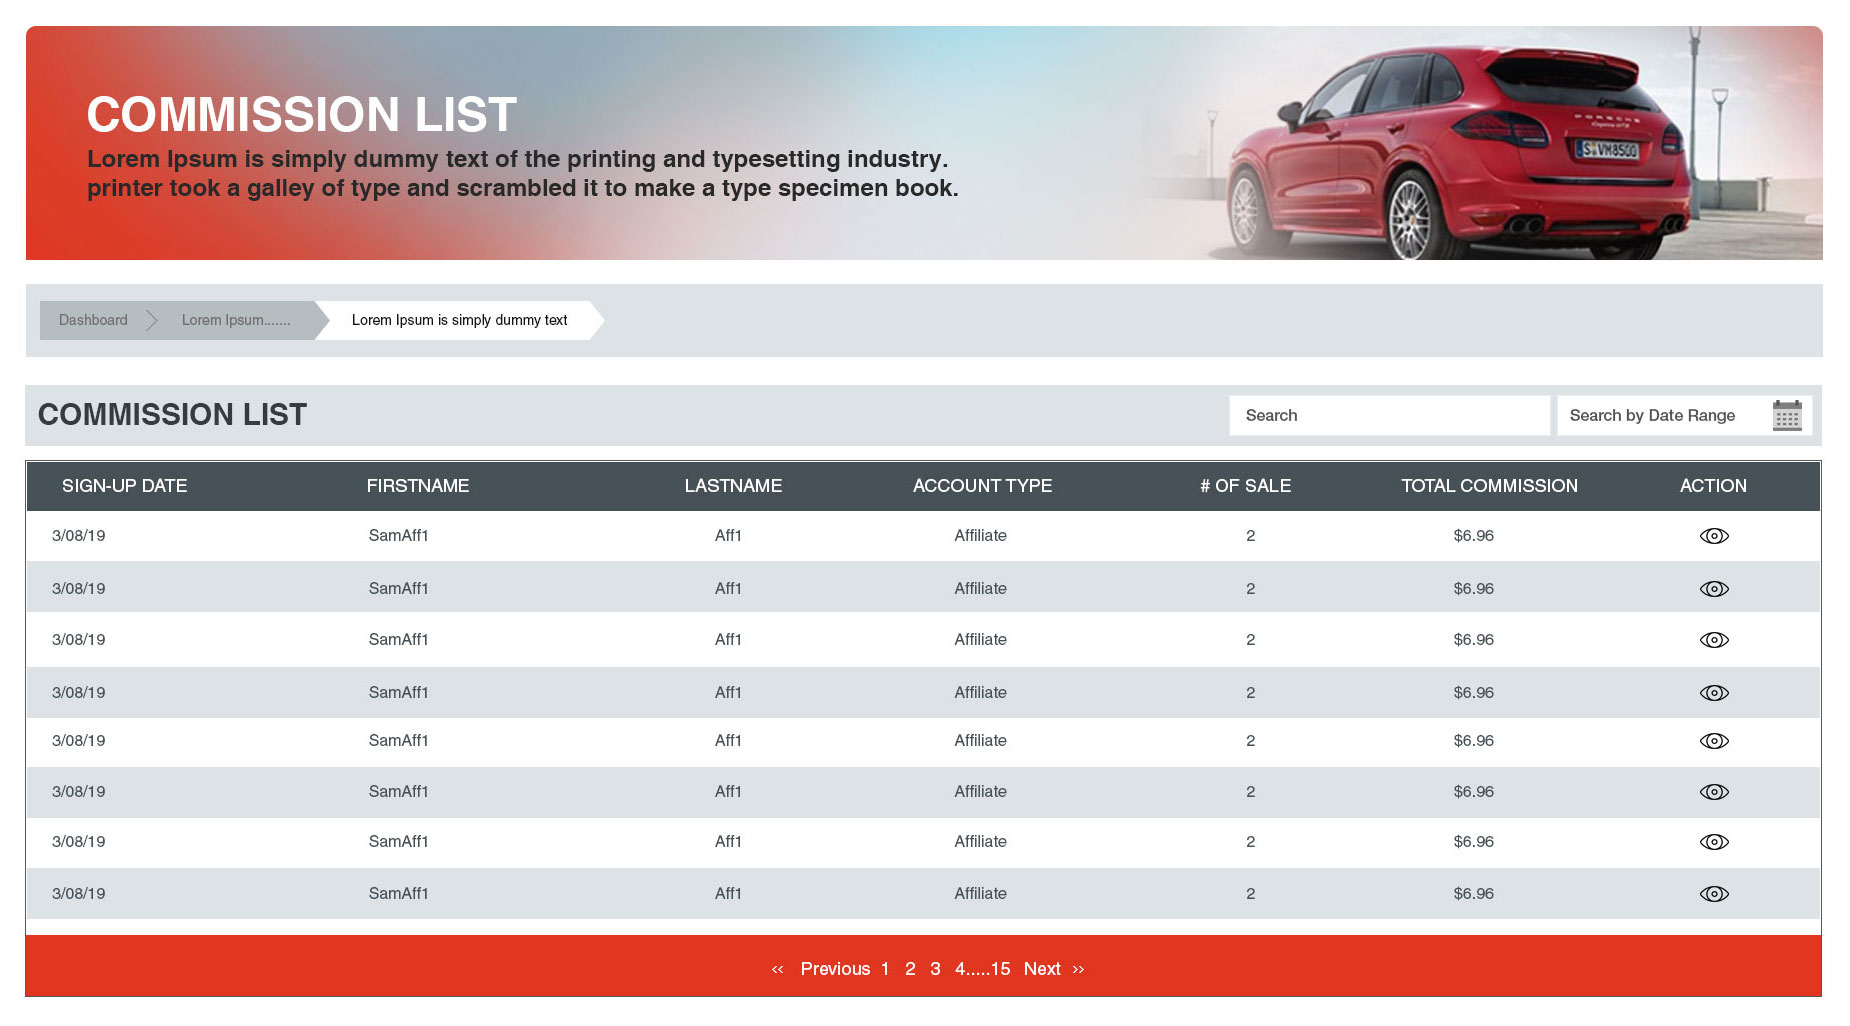 COMMISSION LIST
Lorem Ipsum is simply dummy text of the printing and typesetting industry.
printer took a galley of type and scrambled it to make a type specimen book.
PORSCHE
S VM8500
Dashboard Lorem Ipsum....... Lorem Ipsum is simply dummy text
COMMISSION LIST Search Search by Date Range
SIGN-UP DATE FIRSTNAME LASTNAME ACCOUNT TYPE # OF SALE TOTAL COMMISSION ACTION
3/08/19 SamAff1 Aff1 Affiliate 2 $6.96
3/08/19 SamAff1 Aff1 Affiliate 2 $6.96
3/08/19 SamAff1 Aff1 Affiliate 2 $6.96
3/08/19 SamAff1 Aff1 Affiliate 2 $6.96
3/08/19 SamAff1 Aff1 Affiliate 2 $6.96
3/08/19 SamAff1 Aff1 Affiliate 2 $6.96
3/08/19 SamAff1 Aff1 Affiliate 2 $6.96
3/08/19 SamAff1 Aff1 Affiliate 2 $6.96
‹‹ Previous 1 2 3 4.....15 Next ››